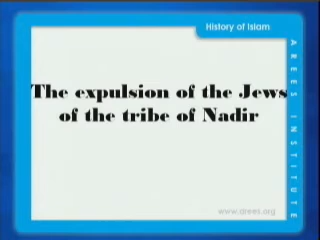 History of Islam
The expulsion of the Jews
of the tribe of Nadir
AREES INSTITUTE
www.arees.org